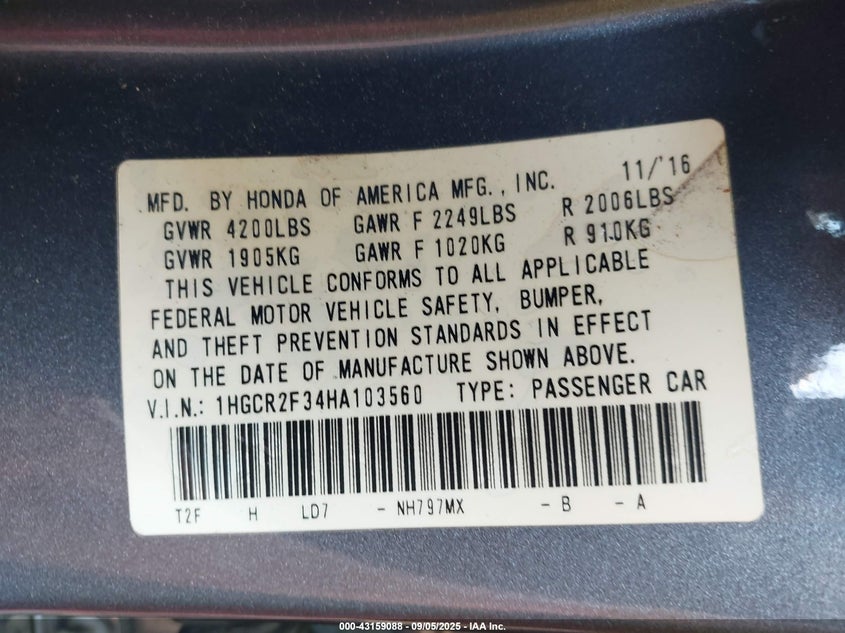 MFD. BY HONDA OF AMERICA MFG., INC. 11/'16
GVWR 4200LBS GAWR F 2249LBS R 2006LBS
GVWR 1905KG GAWR F 1020KG R 910KG
THIS VEHICLE CONFORMS TO ALL APPLICABLE
FEDERAL MOTOR VEHICLE SAFETY, BUMPER,
AND THEFT PREVENTION STANDARDS IN EFFECT
ON THE DATE OF MANUFACTURE SHOWN ABOVE.
V.I.N.: 1HGCR2F34HA103560 TYPE: PASSENGER CAR
T2F H LD7 - NH797MX - B - A
000-43159088 - 09/05/2025 - IAA Inc.